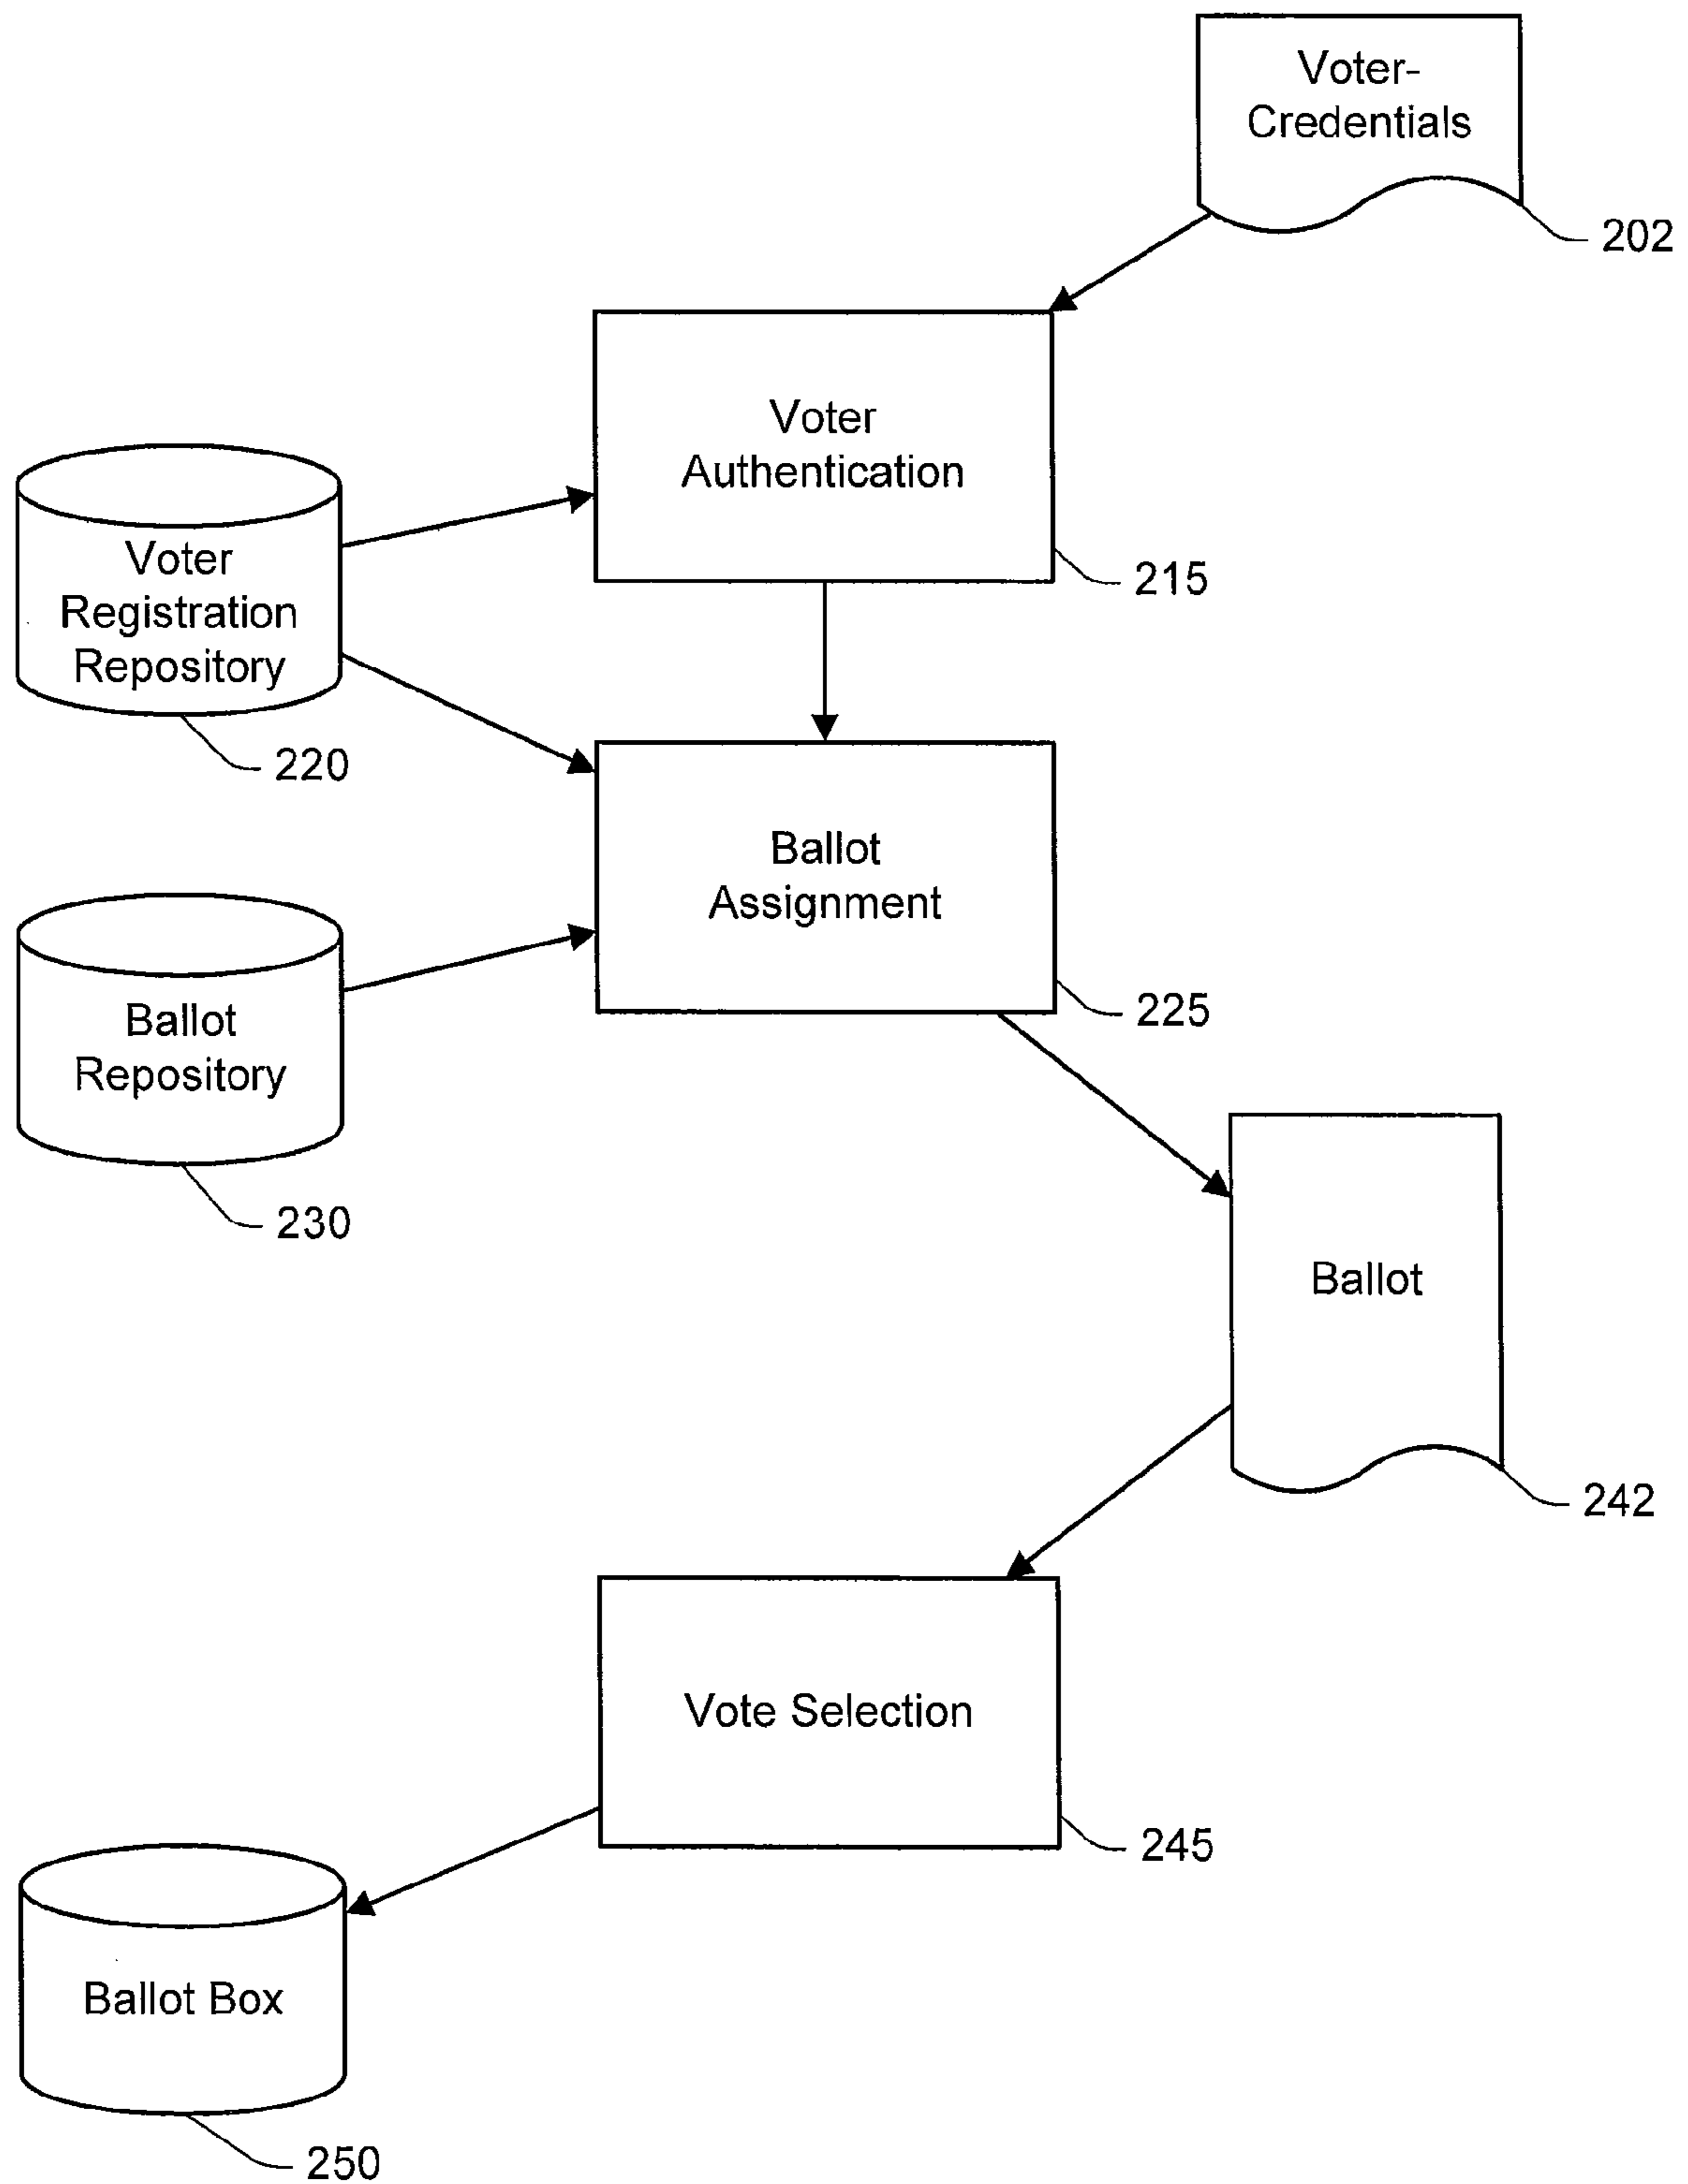 Voter-
Credentials
202
Voter
Authentication
215
Voter
Registration
Repository
220
Ballot
Assignment
225
Ballot
Repository
230
Ballot
242
Vote Selection
245
Ballot Box
250